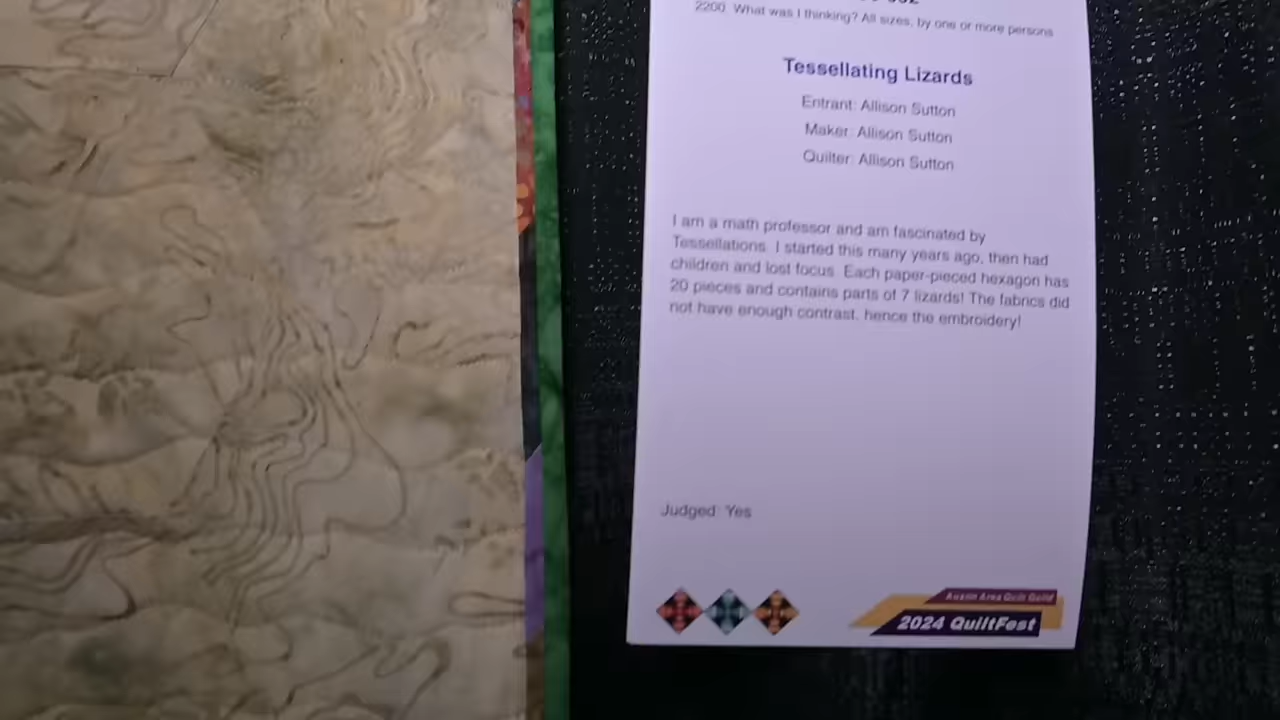 2200. What was I thinking? All sizes, by one or more persons
Tessellating Lizards
Entrant: Allison Sutton
Maker: Allison Sutton
Quilter: Allison Sutton
I am a math professor and am fascinated by
Tessellations. I started this many years ago, then had
children and lost focus. Each paper-pieced hexagon has
20 pieces and contains parts of 7 lizards! The fabrics did
not have enough contrast, hence the embroidery!
Judged: Yes
Austin Area Quilt Guild
2024 QuiltFest